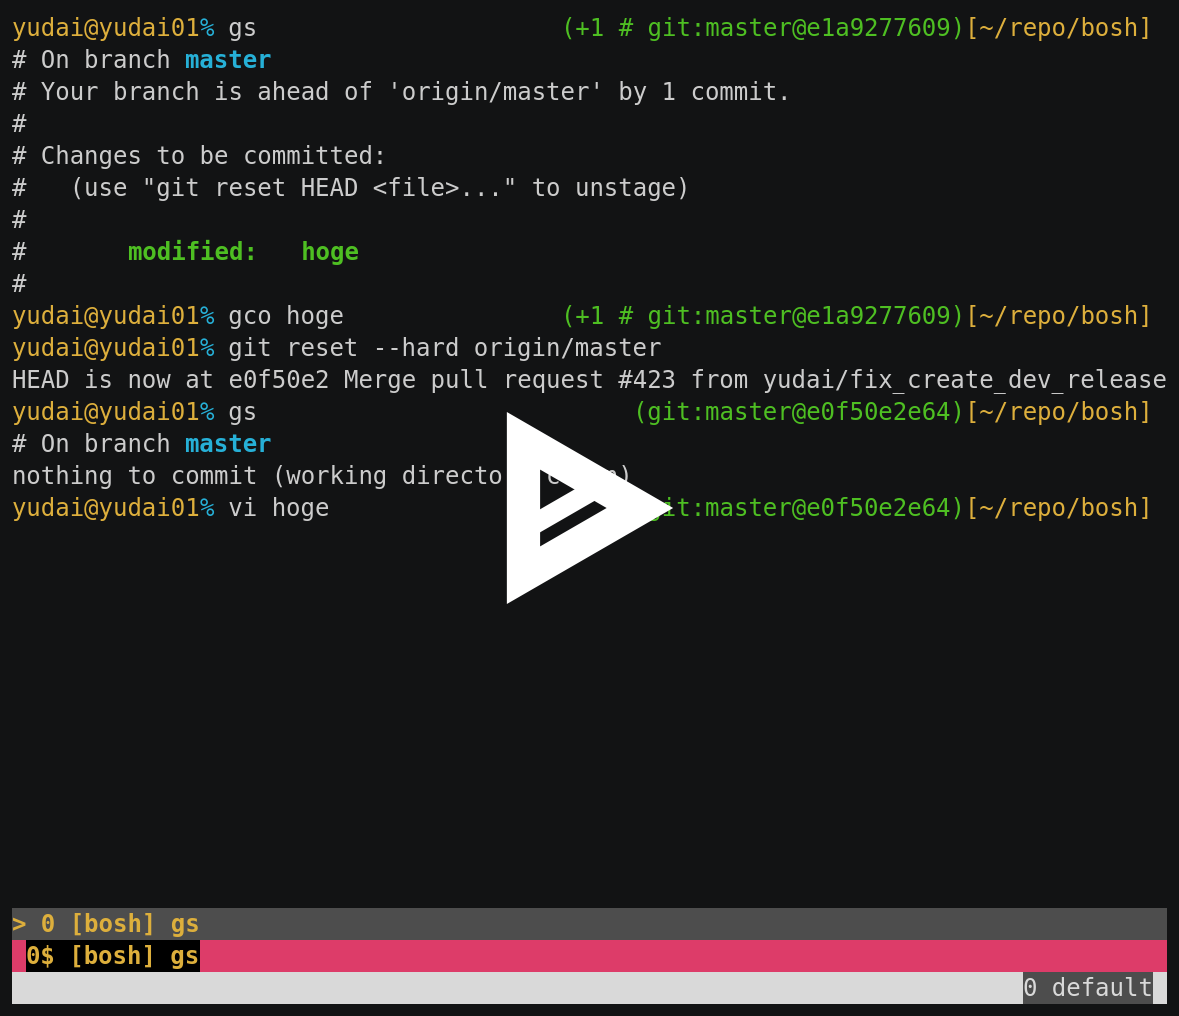 yudai@yudai01% gs (+1 # git:master@e1a9277609)[~/repo/bosh]
# On branch master
# Your branch is ahead of 'origin/master' by 1 commit.
#
# Changes to be committed:
#   (use "git reset HEAD <file>..." to unstage)
#
#       modified:   hoge
#
yudai@yudai01% gco hoge (+1 # git:master@e1a9277609)[~/repo/bosh]
yudai@yudai01% git reset --hard origin/master
HEAD is now at e0f50e2 Merge pull request #423 from yudai/fix_create_dev_release
yudai@yudai01% gs (git:master@e0f50e2e64)[~/repo/bosh]
# On branch master
nothing to commit (working
yudai@yudai01% vi hoge git:master@e0f50e2e64)[~/repo/bosh]
> 0 [bosh] gs
0$ [bosh] gs
0 default